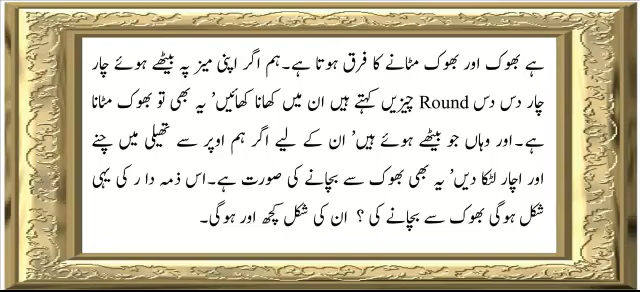 ہے بھوک اور بھوک مٹانے کا فرق ہوتا ہے۔ہم اگر اپنی میز پہ بیٹھے ہوئے چار
چار دس دس Round چیزیں کہتے ہیں ان میں کھانا کھائیں’ یہ بھی تو بھوک مٹانا
ہے۔اور وہاں جو بیٹھے ہوئے ہیں’ ان کے لیے اگر ہم اوپر سے تھیلی میں چنے
اور اچار لٹکا دیں’ یہ بھی بھوک سے بچانے کی صورت ہے۔اس ذمہ دا ر کی یہی
شکل ہوگی بھوک سے بچانے کی ؟ ان کی شکل کچھ اور ہوگی۔